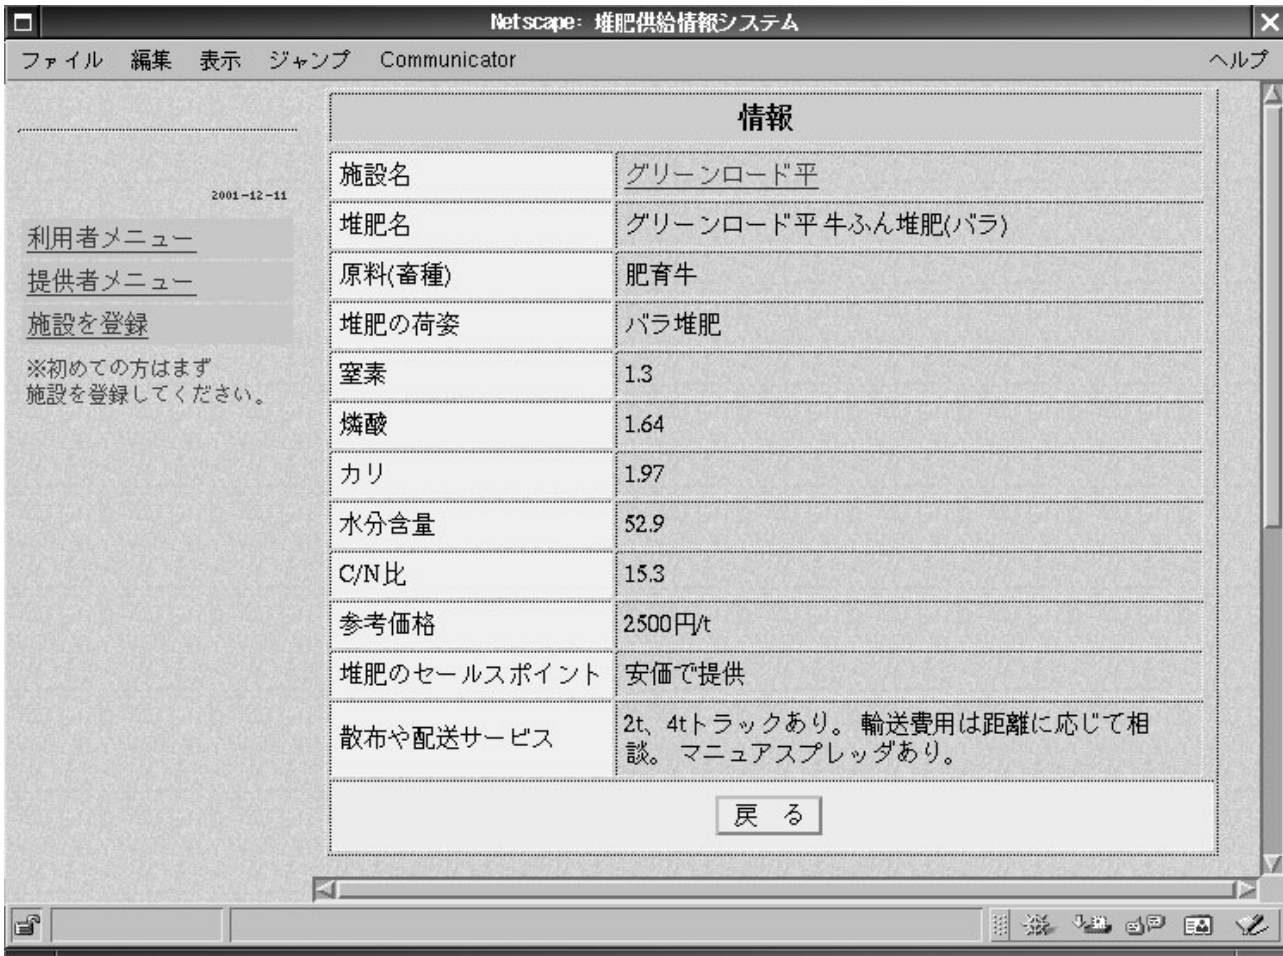 Netscape: 堆肥供給情報システム
ファイル 編集 表示 ジャンプ Communicator ヘルプ
2001-12-11
利用者メニュー
提供者メニュー
施設を登録
※初めての方はまず
施設を登録してください。
情報
施設名 グリーンロード平
堆肥名 グリーンロード平 牛ふん堆肥(バラ)
原料(畜種) 肥育牛
堆肥の荷姿 バラ堆肥
窒素 1.3
燐酸 1.64
カリ 1.97
水分含量 52.9
C/N比 15.3
参考価格 2500円/t
堆肥のセールスポイント 安価で提供
散布や配送サービス 2t、4tトラックあり。 輸送費用は距離に応じて相
談。 マニュアスプレッダあり。
戻 る